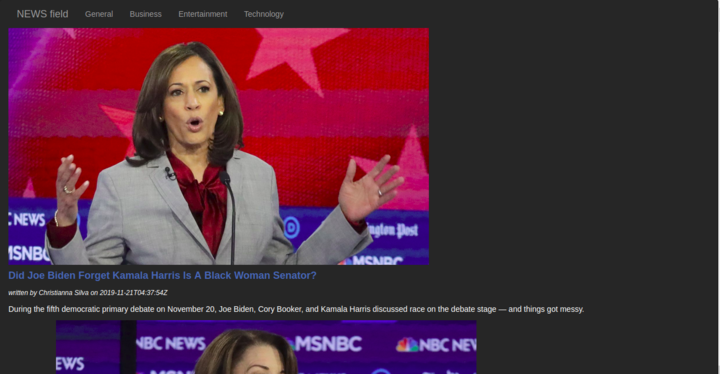 NEWS field General Business Entertainment Technology
NEWS
MSNBC
ngton Post
Did Joe Biden Forget Kamala Harris Is A Black Woman Senator?
written by Christianna Silva on 2019-11-21T04:37:54Z
During the fifth democratic primary debate on November 20, Joe Biden, Cory Booker, and Kamala Harris discussed race on the debate stage — and things got messy.
NBC NEWS MSNBC NBC NEW
EWS